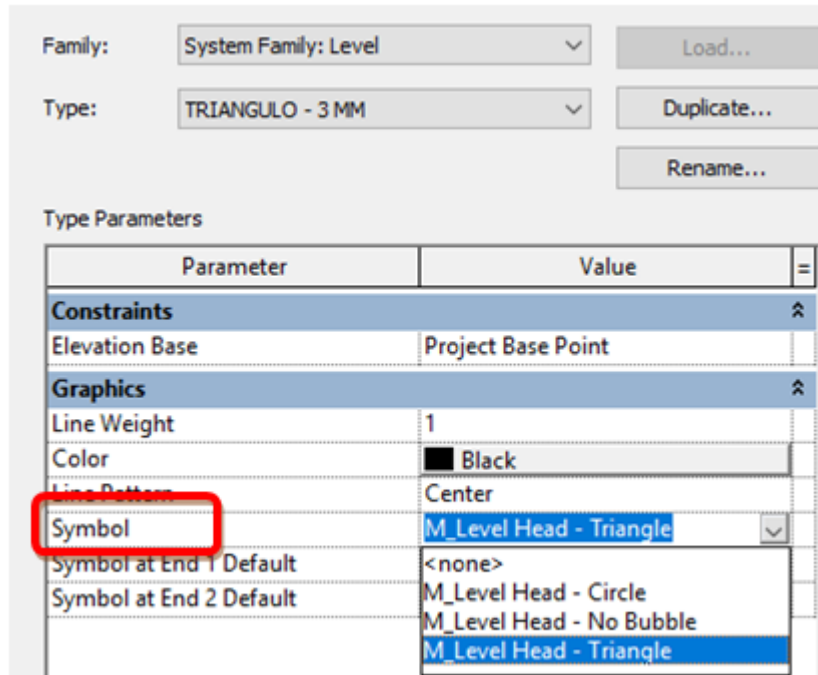 Family: System Family: Level Load...
Type: TRIANGULO - 3 MM Duplicate...
Rename...
Type Parameters
Parameter Value =
Constraints
Elevation Base Project Base Point
Graphics
Line Weight 1
Color Black
Line Pattern Center
Symbol M_Level Head - Triangle
Symbol at End 1 Default <none>
M_Level Head - Circle
Symbol at End 2 Default
M_Level Head - No Bubble
M_Level Head - Triangle